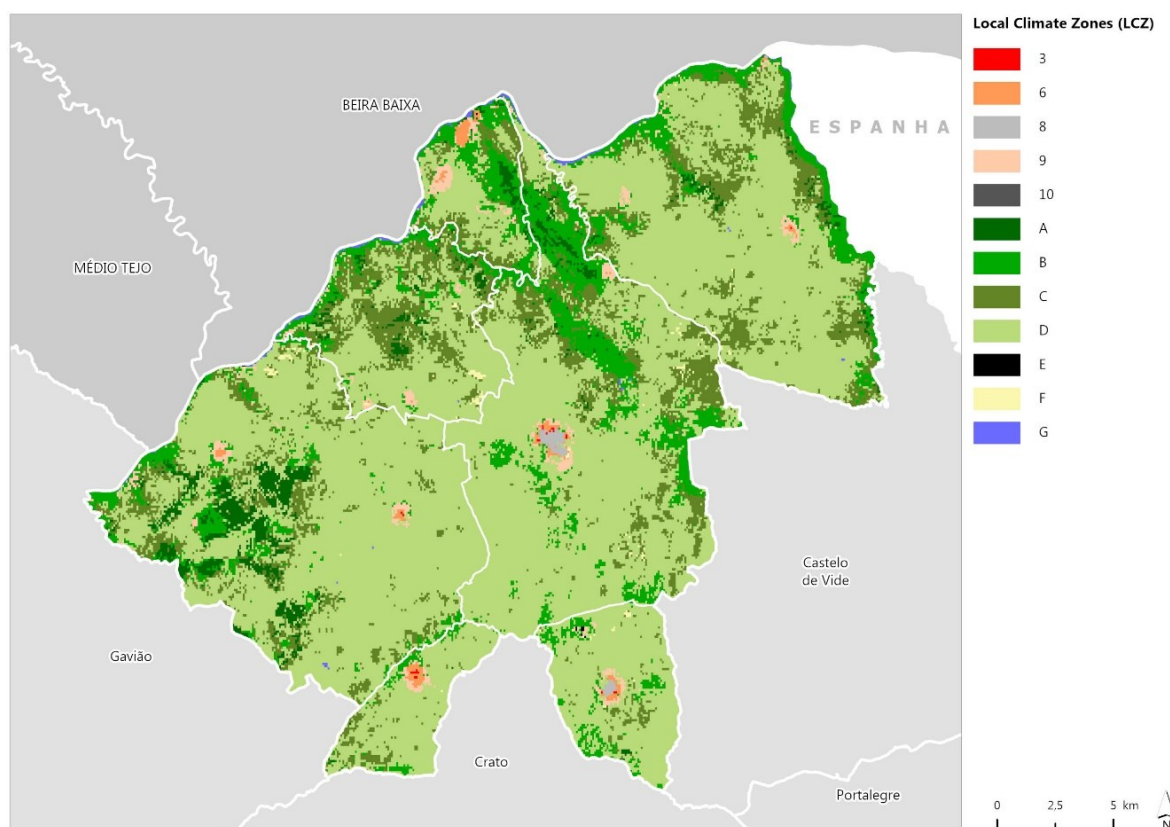 Local Climate Zones (LCZ)
3
6
8
9
10
A
B
C
D
E
F
G
BEIRA BAIXA
ESPANHA
MÉDIO TEJO
Castelo
de Vide
Gavião
Crato
Portalegre
0 2,5 5 km
N